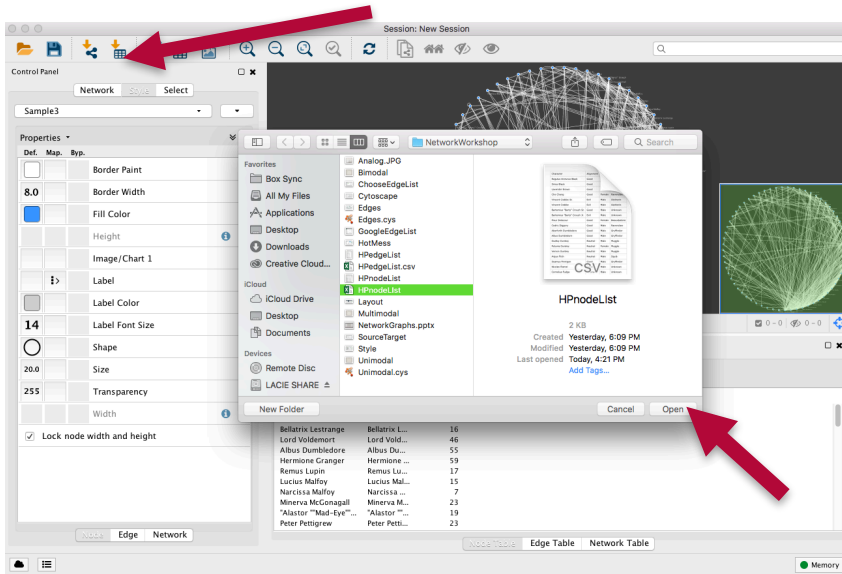 Session: New Session
Control Panel
Network Style Select
Sample3
Properties
Def. Map. Byp.
Border Paint
8.0 Border Width
Fill Color
Height
Image/Chart 1
Label
Label Color
14 Label Font Size
Shape
20.0 Size
255 Transparency
Width
Lock node width and height
Node Edge Network
NetworkWorkshop
Search
Favorites
Box Sync
All My Files
Applications
Desktop
Downloads
Creative Cloud...
iCloud
iCloud Drive
Desktop
Documents
Devices
Remote Disc
LACIE SHARE
Analog.JPG
Bimodal
ChooseEdgeList
Cytoscape
Edges
Edges.cys
GoogleEdgeList
HotMess
HPedgeList
HPedgeList.csv
HPnodeList
HPnodeLIst
Layout
Multimodal
NetworkGraphs.pptx
SourceTarget
Style
Unimodal
Unimodal.cys
CSV
HPnodeLIst
2 KB
Created Yesterday, 6:09 PM
Modified Yesterday, 6:09 PM
Last opened Today, 4:21 PM
Add Tags...
New Folder
Cancel
Open
0 - 0 0 - 0
Bellatrix Lestrange Bellatrix L... 16
Lord Voldemort Lord Vold... 46
Albus Dumbledore Albus Du... 55
Hermione Granger Hermione ... 59
Remus Lupin Remus Lu... 17
Lucius Malfoy Lucius Mal... 15
Narcissa Malfoy Narcissa ... 7
Minerva McGonagall Minerva M... 23
"Alastor ""Mad-Eye""... "Alastor ""... 19
Peter Pettigrew Peter Petti... 23
Node Table Edge Table Network Table
Memory